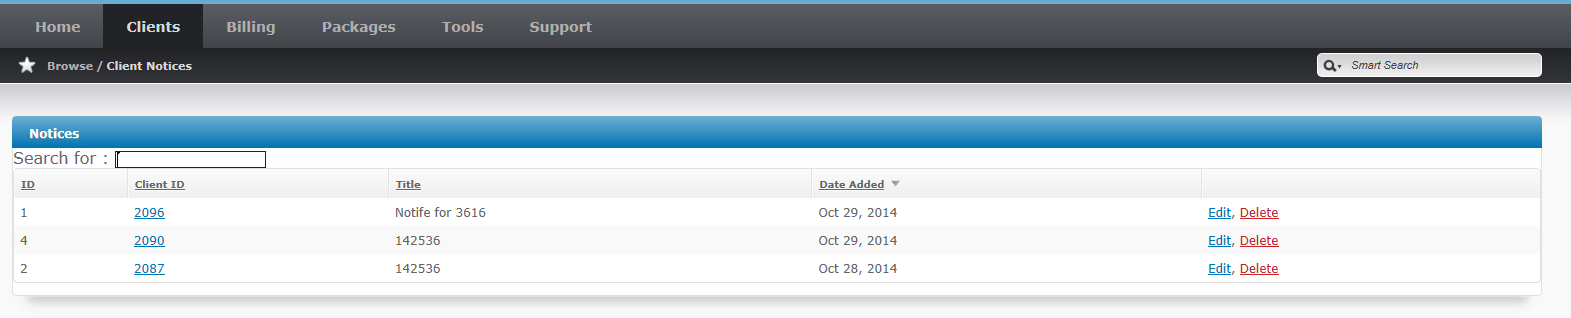 Home Clients Billing Packages Tools Support
Browse / Client Notices Smart Search
Notices
Search for :
ID Client ID Title Date Added
1 2096 Notife for 3616 Oct 29, 2014 Edit, Delete
4 2090 142536 Oct 29, 2014 Edit, Delete
2 2087 142536 Oct 28, 2014 Edit, Delete